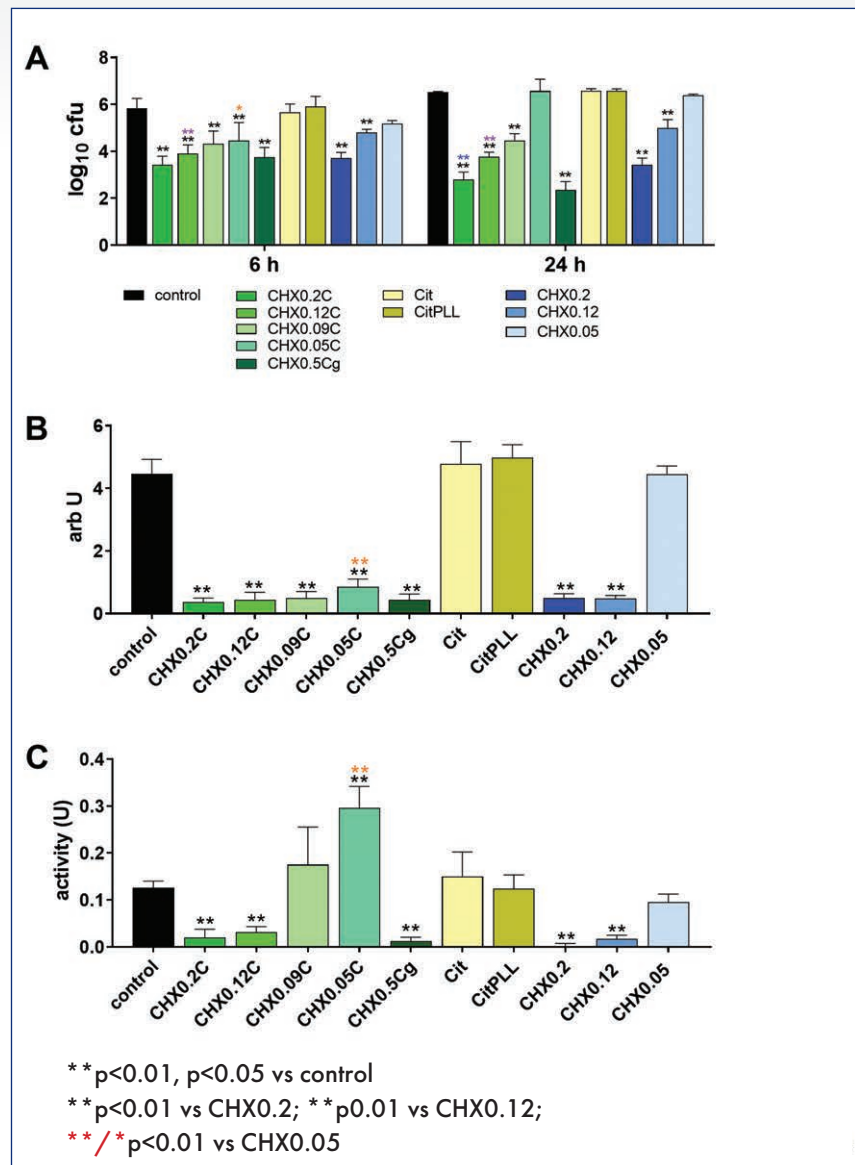 A
log10 cfu
8
6
4
2
0
** ** ** ** ** * ** ** ** ** ** ** ** ** ** ** ** **
6 h 24 h
control CHX0.2C Cit CHX0.2
CHX0.12C CitPLL CHX0.12
CHX0.09C CHX0.05
CHX0.05C
CHX0.5Cg
B
arb U
6
4
2
0
** ** ** ** ** ** ** **
control CHX0.2C CHX0.12C CHX0.09C CHX0.05C CHX0.5Cg Cit CitPLL CHX0.2 CHX0.12 CHX0.05
C
activity (U)
0.4
0.3
0.2
0.1
0.0
** ** ** ** ** ** **
control CHX0.2C CHX0.12C CHX0.09C CHX0.05C CHX0.5Cg Cit CitPLL CHX0.2 CHX0.12 CHX0.05
**p<0.01, p<0.05 vs control
**p<0.01 vs CHX0.2; **p0.01 vs CHX0.12;
**/*p<0.01 vs CHX0.05